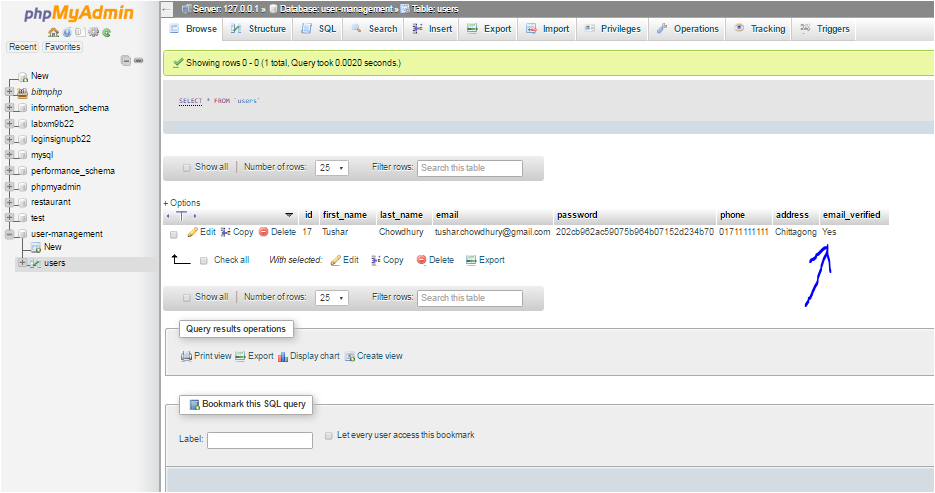 phpMyAdmin
Recent Favorites
New
bitmphp
information_schema
labxm9b22
loginsignupb22
mysql
performance_schema
phpmyadmin
restaurant
test
user-management
New
users
Server: 127.0.0.1 » Database: user-management » Table: users
Browse Structure SQL Search Insert Export Import Privileges Operations Tracking Triggers
Showing rows 0 - 0 (1 total, Query took 0.0020 seconds.)
SELECT * FROM `users`
Show all Number of rows: 25 Filter rows: Search this table
+ Options
id first_name last_name email password phone address email_verified
Edit Copy Delete 17 Tushar Chowdhury tushar.chowdhury@gmail.com 202cb962ac59075b964b07152d234b70 01711111111 Chittagong Yes
Check all With selected: Edit Copy Delete Export
Show all Number of rows: 25 Filter rows: Search this table
Query results operations
Print view Export Display chart Create view
Bookmark this SQL query
Label: Let every user access this bookmark